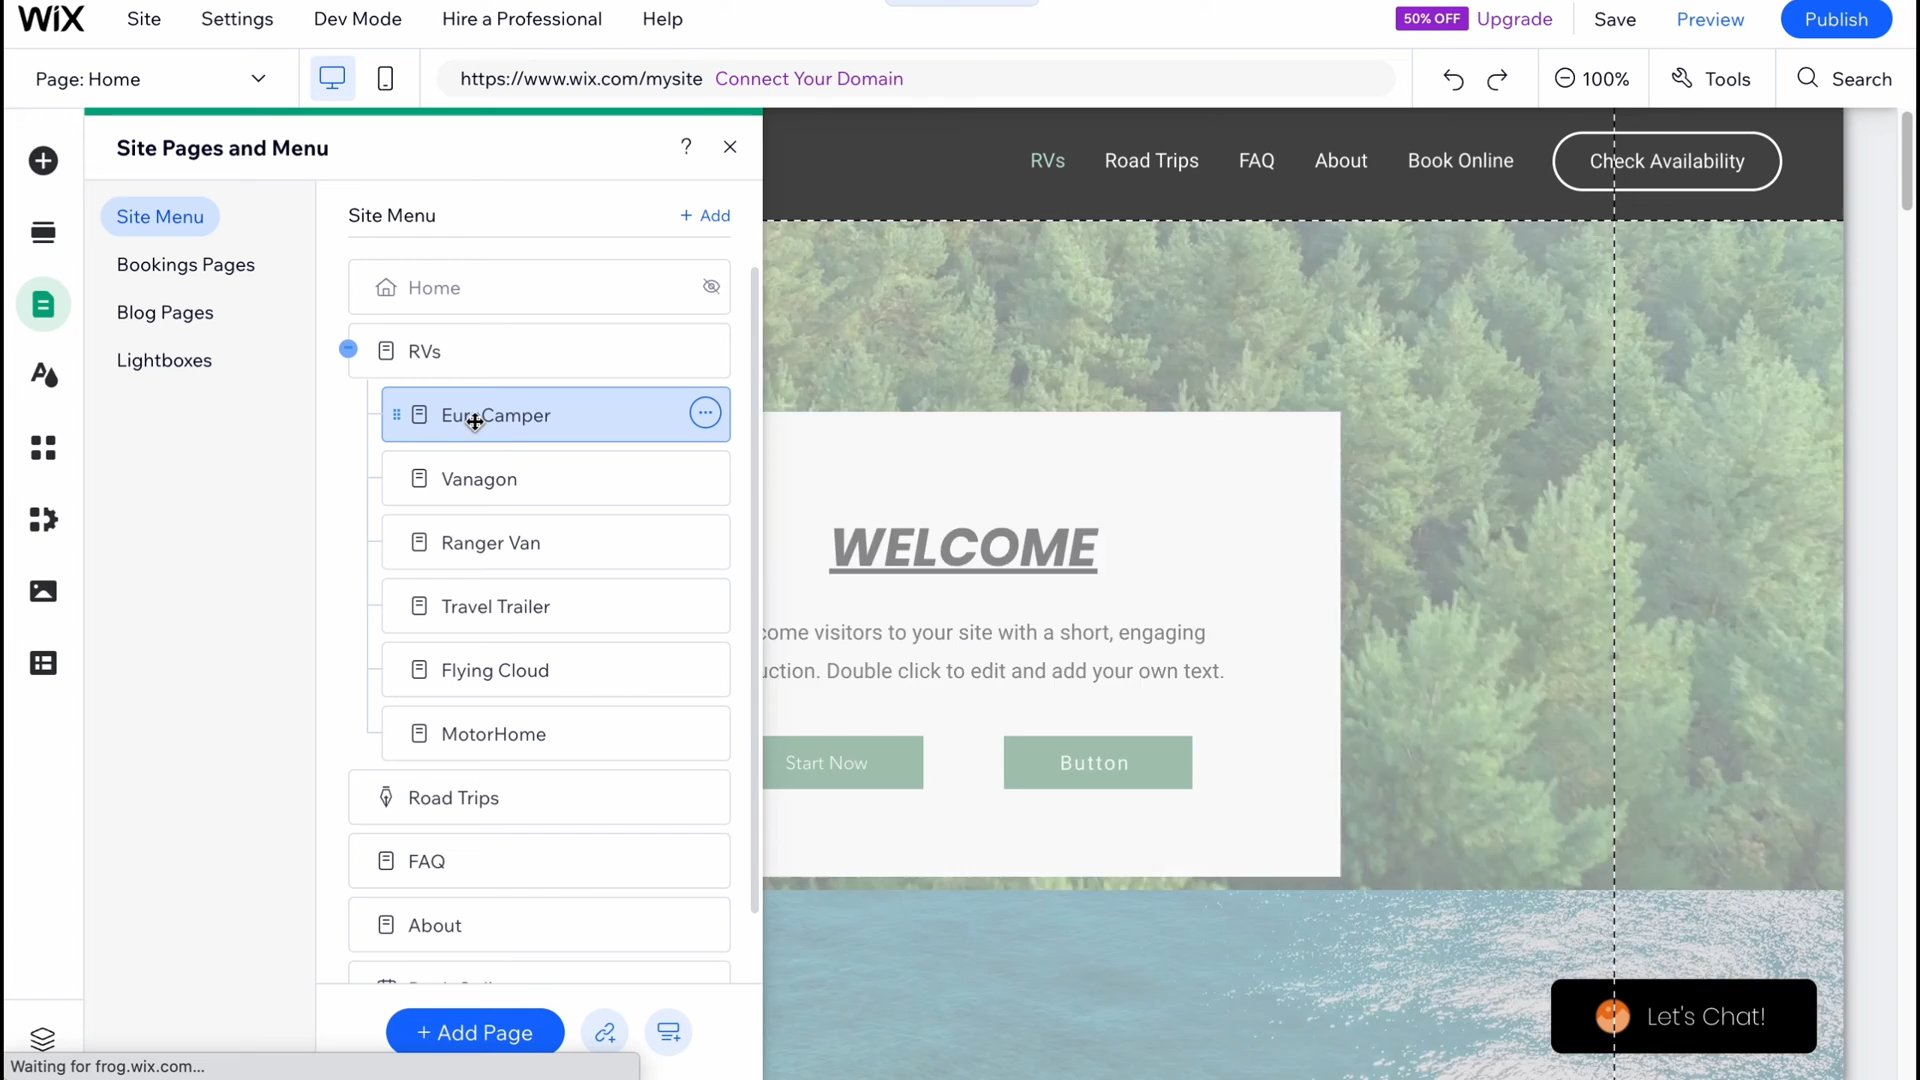 WiX Site Settings Dev Mode Hire a Professional Help 50% OFF Upgrade Save Preview Publish
Page: Home https://www.wix.com/mysite Connect Your Domain 100% Tools Search
Site Pages and Menu ?
RVs Road Trips FAQ About Book Online Check Availability
Site Menu
Bookings Pages
Blog Pages
Lightboxes
Site Menu + Add
Home
RVs
Camper
Vanagon
Ranger Van
Travel Trailer
Flying Cloud
MotorHome
Road Trips
FAQ
About
+ Add Page
WELCOME
come visitors to your site with a short, engaging
uction. Double click to edit and add your own text.
Start Now Button
Let's Chat!
Waiting for frog.wix.com...